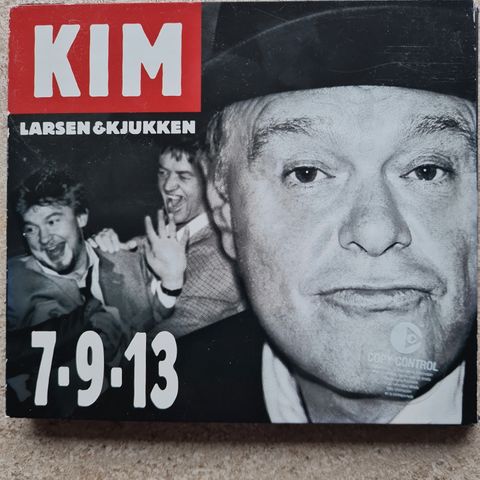 KIM
LARSEN & KJUKKEN
7-9-13
COPY CONTROL